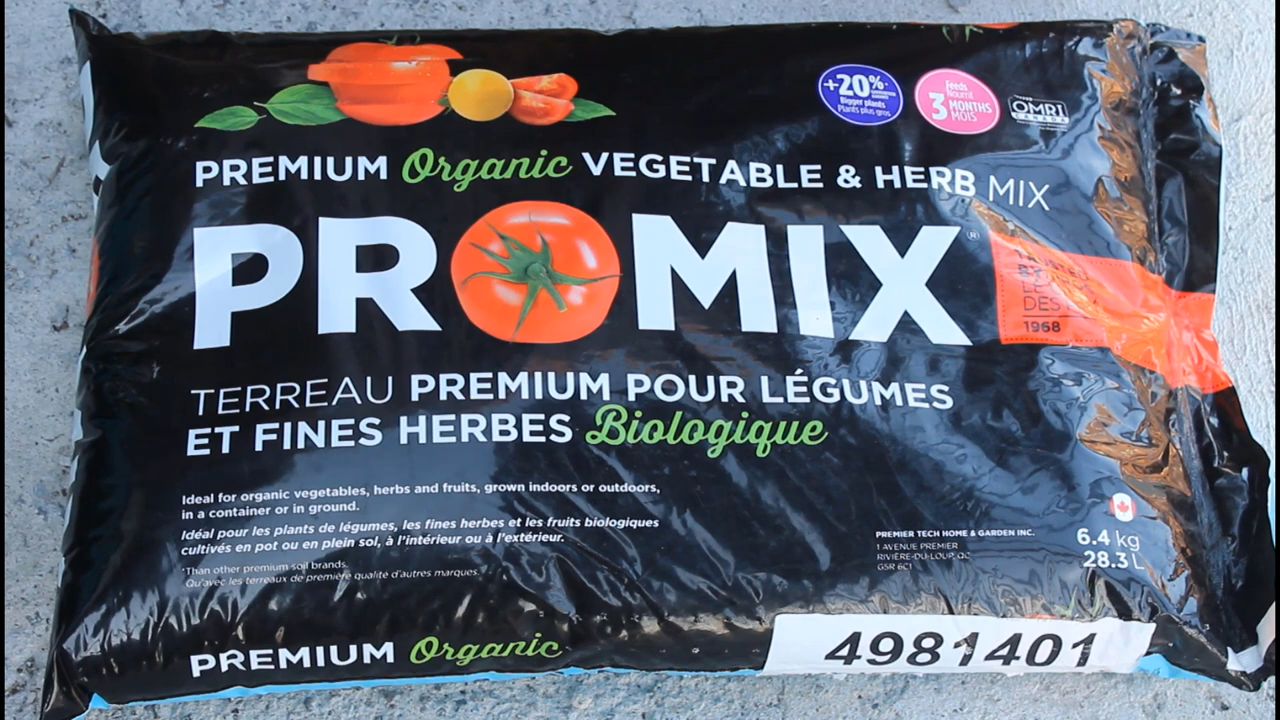 +20%*
Bigger plants
Plants plus gros
Feeds
Nourrit
3 MONTHS
MOIS
OMRI
CANADA
PREMIUM Organic VEGETABLE & HERB MIX
PROMIX®
DES
1968
TERREAU PREMIUM POUR LÉGUMES
ET FINES HERBES Biologique
Ideal for organic vegetables, herbs and fruits, grown indoors or outdoors,
in a container or in ground.
Idéal pour les plants de légumes, les fines herbes et les fruits biologiques
cultivés en pot ou en plein sol, à l'intérieur ou à l'extérieur.
*Than other premium soil brands.
Qu'avec les terreaux de première qualité d'autres marques.
PREMIER TECH HOME & GARDEN INC.
1 AVENUE PREMIER
RIVIÈRE-DU-LOUP, QC
G5R 6C1
6.4 kg
28.3 L
PREMIUM Organic
4981401